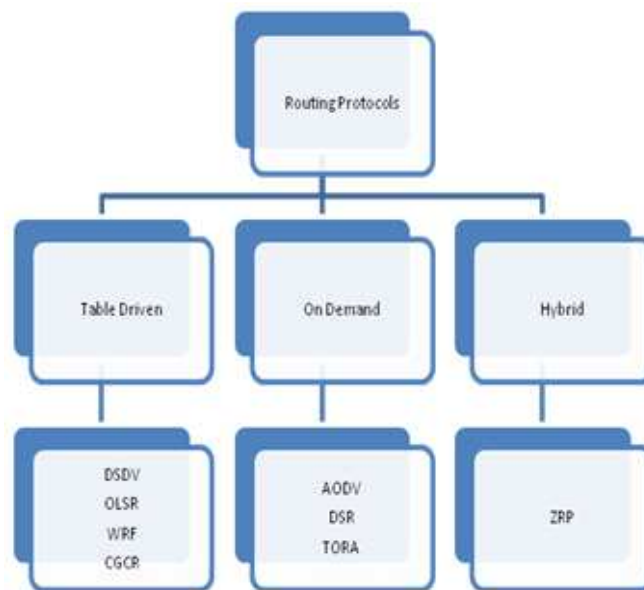 Routing Protocols
Table Driven
On Demand
Hybrid
DSDV
OLSR
WRF
CGCR
AODV
DSR
TORA
ZRP